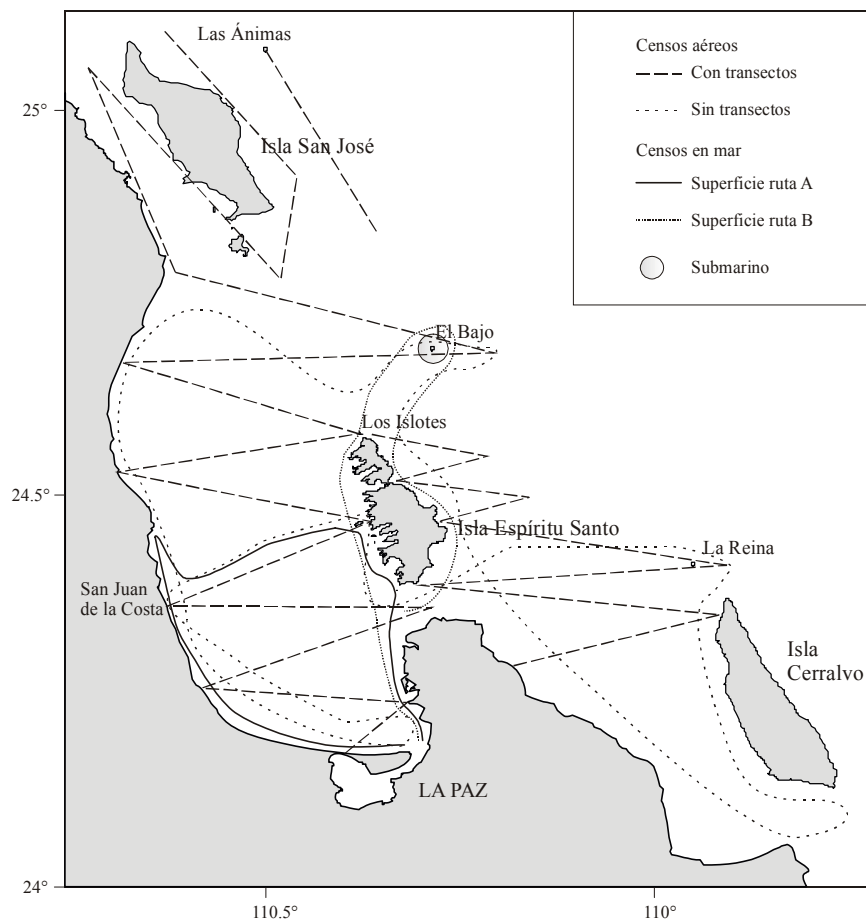 Las Ánimas
25°
Isla San José
Censos aéreos
Con transectos
Sin transectos
Censos en mar
Superficie ruta A
Superficie ruta B
Submarino
El Bajo
Los Islotes
24.5°
Isla Espíritu Santo
La Reina
San Juan
de la Costa
Isla
Cerralvo
LA PAZ
24°
110.5°
110°